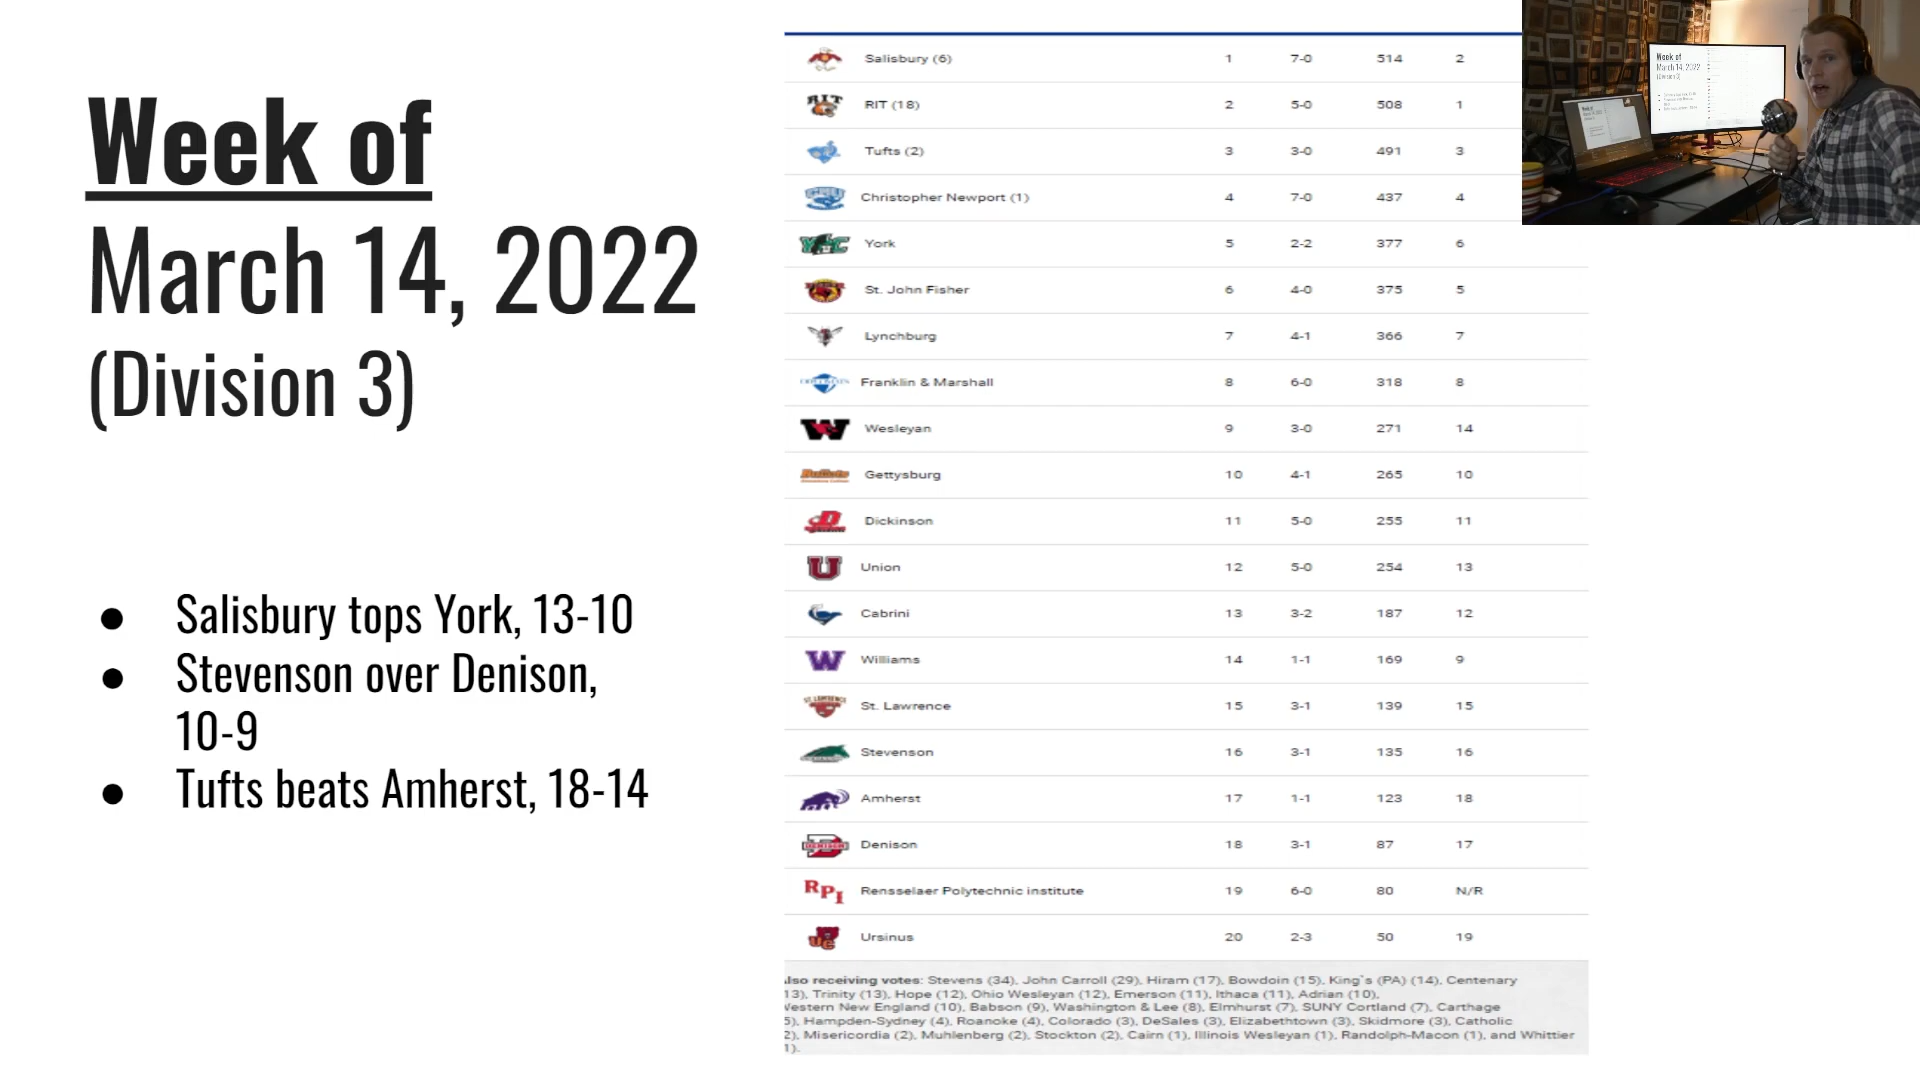 Week of
March 14, 2022
(Division 3)
● Salisbury tops York, 13-10
● Stevenson over Denison,
10-9
● Tufts beats Amherst, 18-14
Salisbury (6) 1 7-0 514 2
RIT RIT (18) 2 5-0 508 1
Tufts (2) 3 3-0 491 3
Christopher Newport (1) 4 7-0 437 4
York 5 2-2 377 6
St. John Fisher 6 4-0 375 5
Lynchburg 7 4-1 366 7
Franklin & Marshall 8 6-0 318 8
W Wesleyan 9 3-0 271 14
Gettysburg 10 4-1 265 10
D Dickinson 11 5-0 255 11
U Union 12 5-0 254 13
Cabrini 13 3-2 187 12
W Williams 14 1-1 169 9
St. Lawrence 15 3-1 139 15
Stevenson 16 3-1 135 16
Amherst 17 1-1 123 18
Denison 18 3-1 87 17
RPI Rensselaer Polytechnic institute 19 6-0 80 N/R
UC Ursinus 20 2-3 50 19
lso receiving votes: Stevens (34), John Carroll (29), Hiram (17), Bowdoin (15), King`s (PA) (14), Centenary
13), Trinity (13), Hope (12), Ohio Wesleyan (12), Emerson (11), Ithaca (11), Adrian (10),
Western New England (10), Babson (9), Washington & Lee (8), Elmhurst (7), SUNY Cortland (7), Carthage
5), Hampden-Sydney (4), Roanoke (4), Colorado (3), DeSales (3), Elizabethtown (3), Skidmore (3), Catholic
2), Misericordia (2), Muhlenberg (2), Stockton (2), Cairn (1), Illinois Wesleyan (1), Randolph-Macon (1), and Whittier
1).
Week of
March 14, 2022
(Division 3)